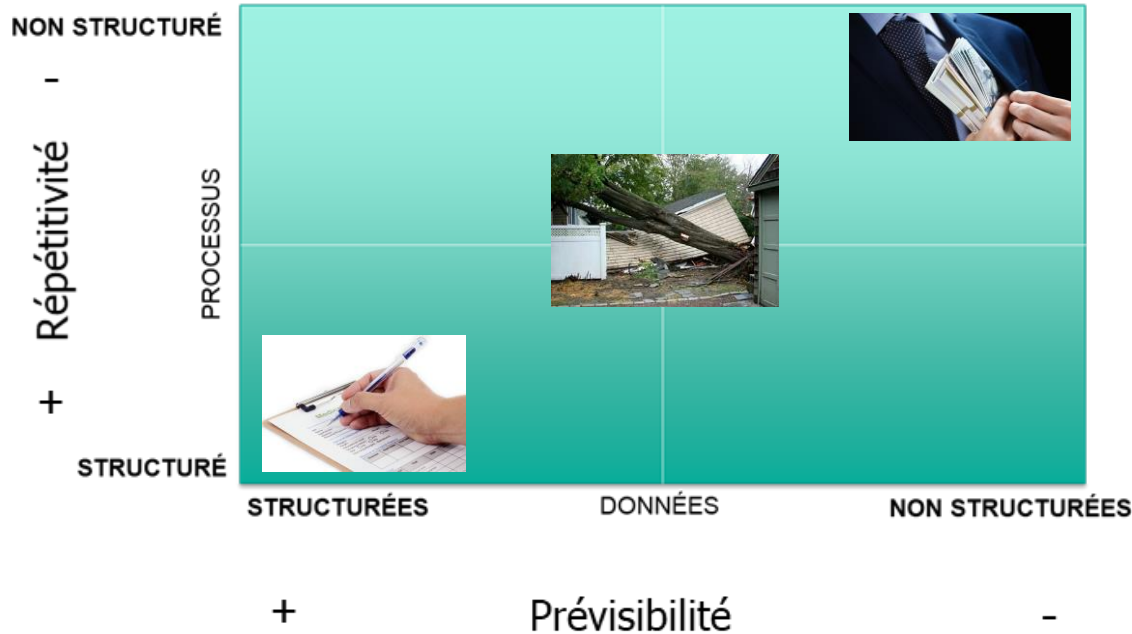 NON STRUCTURÉ
-
Répétitivité
PROCESSUS
+
STRUCTURÉ
STRUCTURÉES
DONNÉES
NON STRUCTURÉES
+
Prévisibilité
-